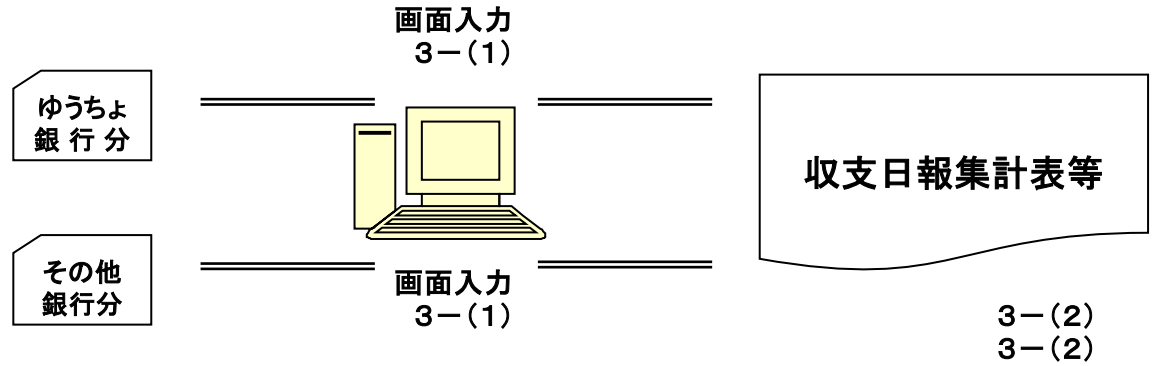 画面入力
３－（１）
ゆうちょ
銀 行 分
収支日報集計表等
その他
銀行分
画面入力
３－（１）
３－（２）
３－（２）